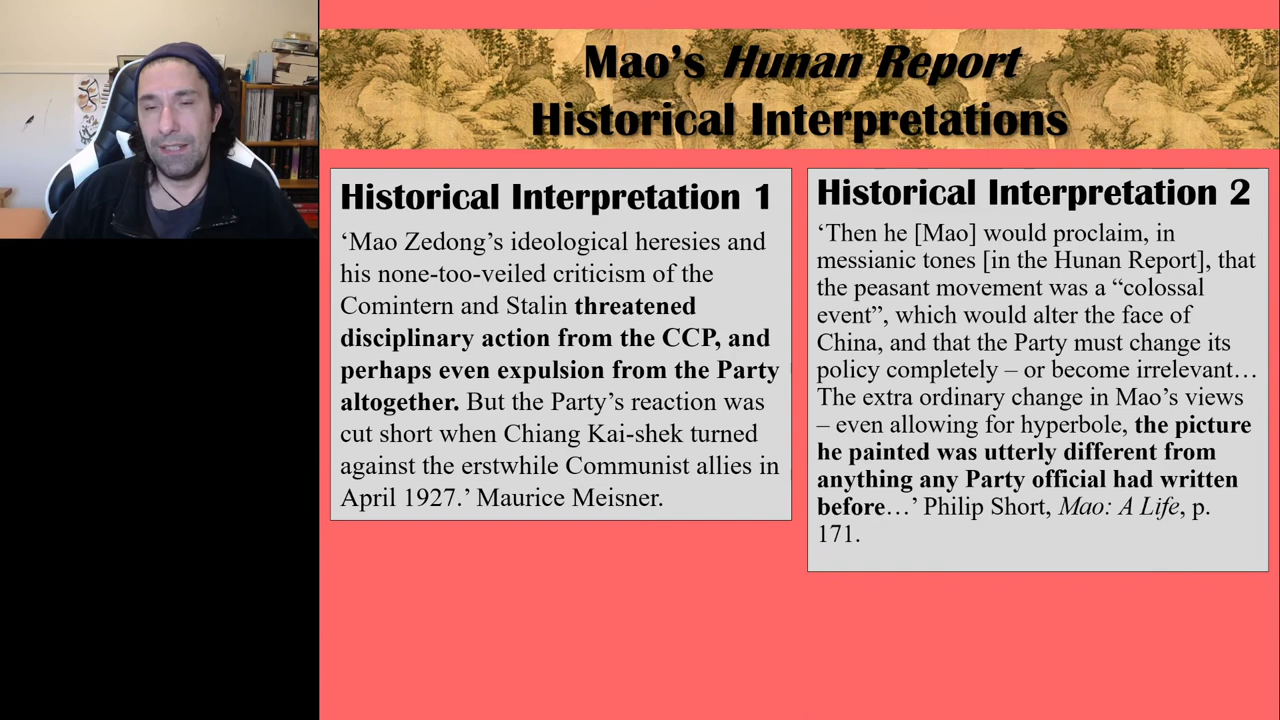 Mao’s Hunan Report
Historical Interpretations
Historical Interpretation 1
‘Mao Zedong’s ideological heresies and
his none-too-veiled criticism of the
Comintern and Stalin threatened
disciplinary action from the CCP, and
perhaps even expulsion from the Party
altogether. But the Party’s reaction was
cut short when Chiang Kai-shek turned
against the erstwhile Communist allies in
April 1927.’ Maurice Meisner.
Historical Interpretation 2
‘Then he [Mao] would proclaim, in
messianic tones [in the Hunan Report], that
the peasant movement was a “colossal
event”, which would alter the face of
China, and that the Party must change its
policy completely – or become irrelevant…
The extra ordinary change in Mao’s views
– even allowing for hyperbole, the picture
he painted was utterly different from
anything any Party official had written
before…’ Philip Short, Mao: A Life, p.
171.